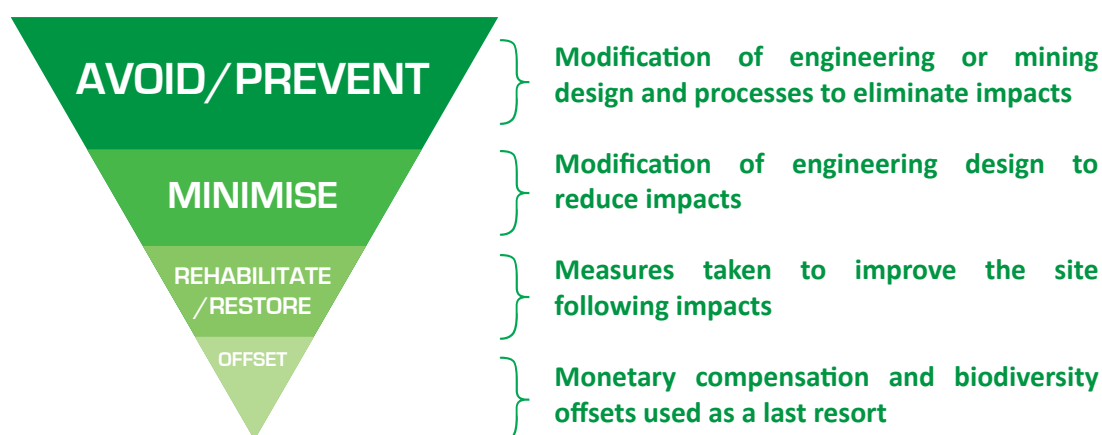 AVOID/PREVENT
Modification of engineering or mining
design and processes to eliminate impacts
MINIMISE
Modification of engineering design to
reduce impacts
REHABILITATE
/RESTORE
Measures taken to improve the site
following impacts
OFFSET
Monetary compensation and biodiversity
offsets used as a last resort